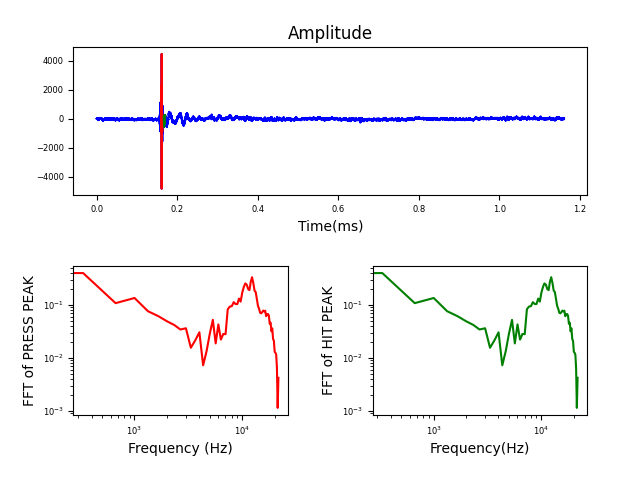 Amplitude
4000
2000
0
−2000
−4000
0.0 0.2 0.4 0.6 0.8 1.0 1.2
Time(ms)
FFT of PRESS PEAK
10⁻¹
10⁻²
10⁻³
10³ 10⁴
Frequency (Hz)
FFT of HIT PEAK
10⁻¹
10⁻²
10⁻³
10³ 10⁴
Frequency(Hz)